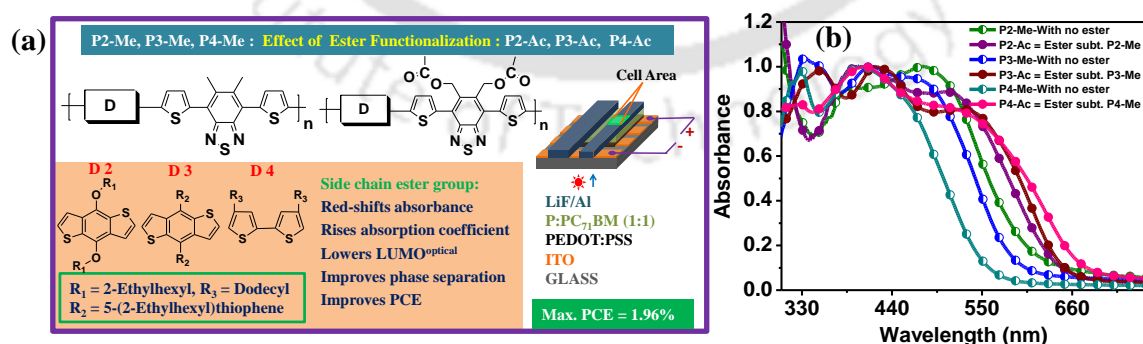 (a)
P2-Me, P3-Me, P4-Me : Effect of Ester Functionalization : P2-Ac, P3-Ac, P4-Ac
O O
O O
Cell Area
D S S n D S S n
N S N N S N
+
-
D 2 D 3 D 4
R1 R2 R3 R3
O
S S S S S S
O
R1 R2
R1 = 2-Ethylhexyl, R3 = Dodecyl
R2 = 5-(2-Ethylhexyl)thiophene
Side chain ester group:
Red-shifts absorbance
Rises absorption coefficient
Lowers LUMOoptical
Improves phase separation
Improves PCE
LiF/Al
P:PC71BM (1:1)
PEDOT:PSS
ITO
GLASS
Max. PCE = 1.96%
(b)
P2-Me-With no ester
P2-Ac = Ester subt. P2-Me
P3-Me-With no ester
P3-Ac = Ester subt. P3-Me
P4-Me-With no ester
P4-Ac = Ester subt. P4-Me
Absorbance
1.2
1.0
0.8
0.6
0.4
0.2
0.0
330 440 550 660
Wavelength (nm)